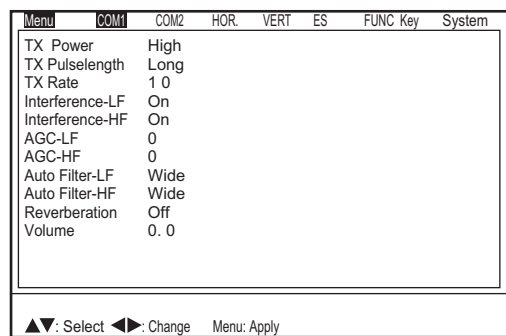 Menu COM1 COM2 HOR. VERT ES FUNC Key System
TX Power High
TX Pulselength Long
TX Rate 1 0
Interference-LF On
Interference-HF On
AGC-LF 0
AGC-HF 0
Auto Filter-LF Wide
Auto Filter-HF Wide
Reverberation Off
Volume 0. 0
▲▼: Select ◀▶: Change Menu: Apply